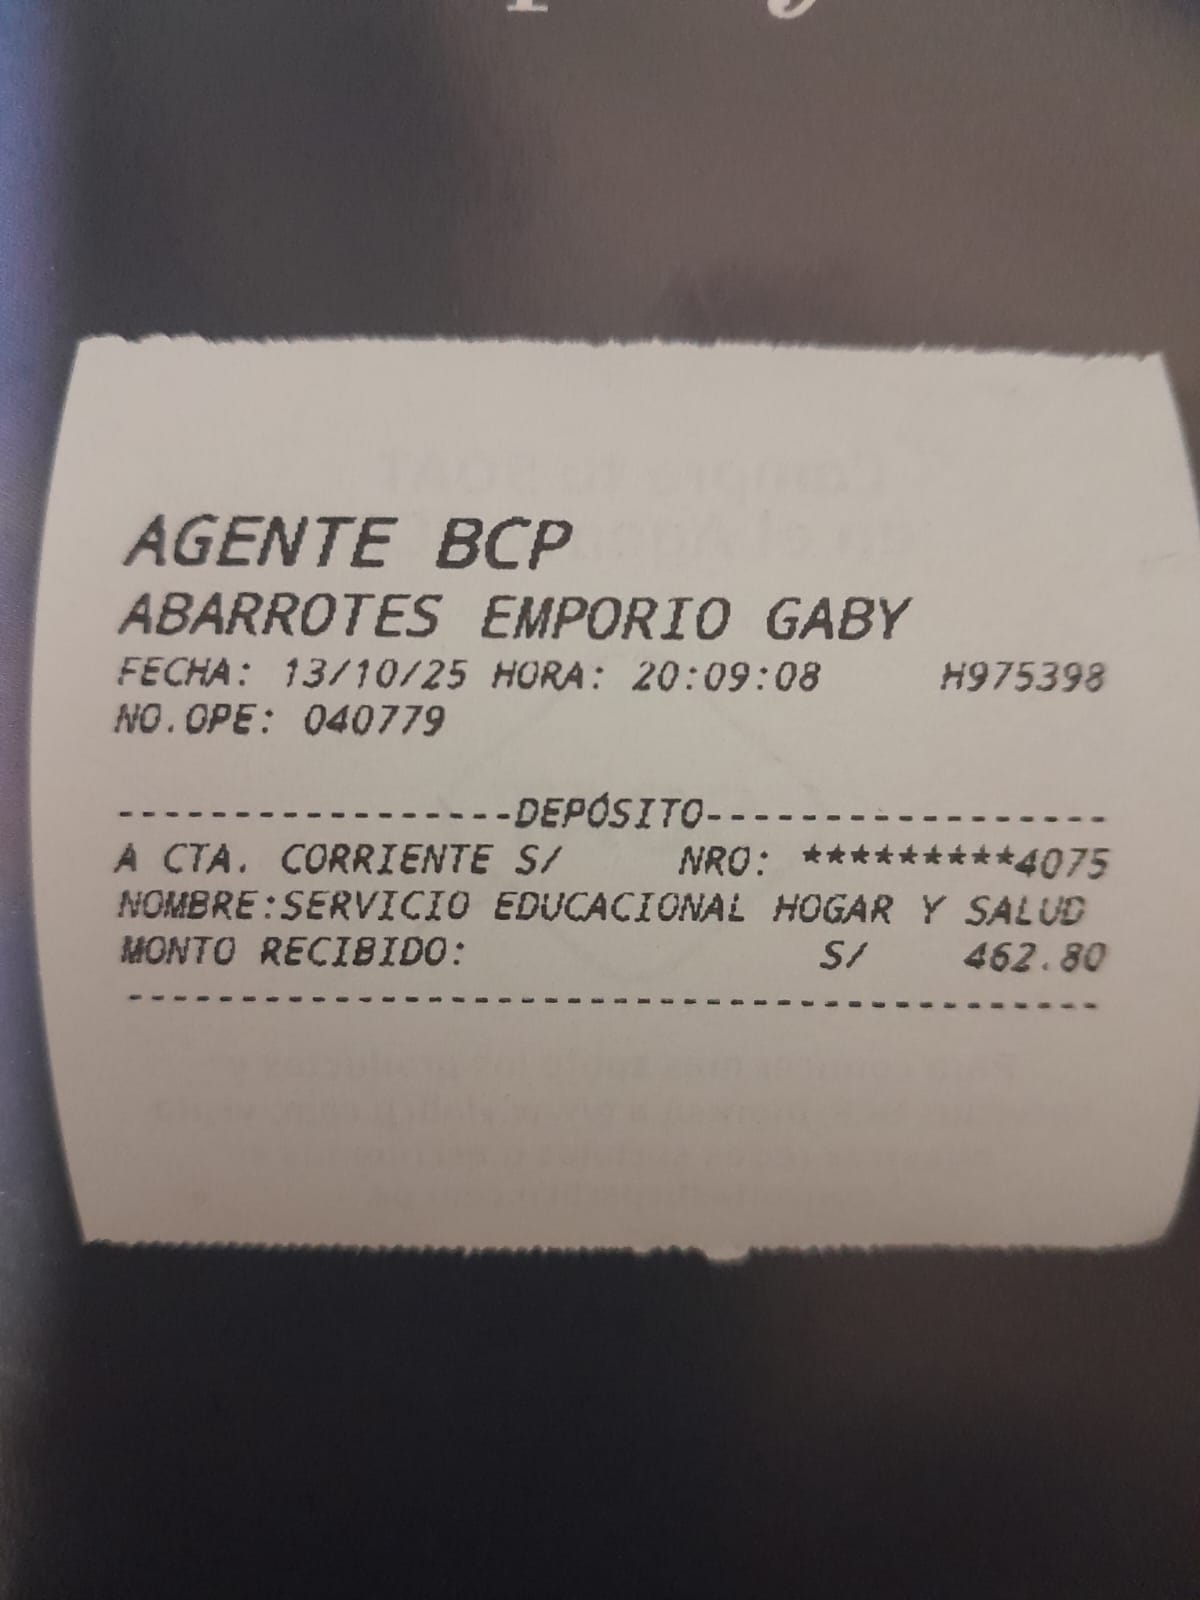 AGENTE BCP
ABARROTES EMPORIO GABY
FECHA: 13/10/25 HORA: 20:09:08 H975398
NO.OPE: 040779
-----------------DEPÓSITO-----------------
A CTA. CORRIENTE S/ NRO: *********4075
NOMBRE:SERVICIO EDUCACIONAL HOGAR Y SALUD
MONTO RECIBIDO: S/ 462.80
------------------------------------------